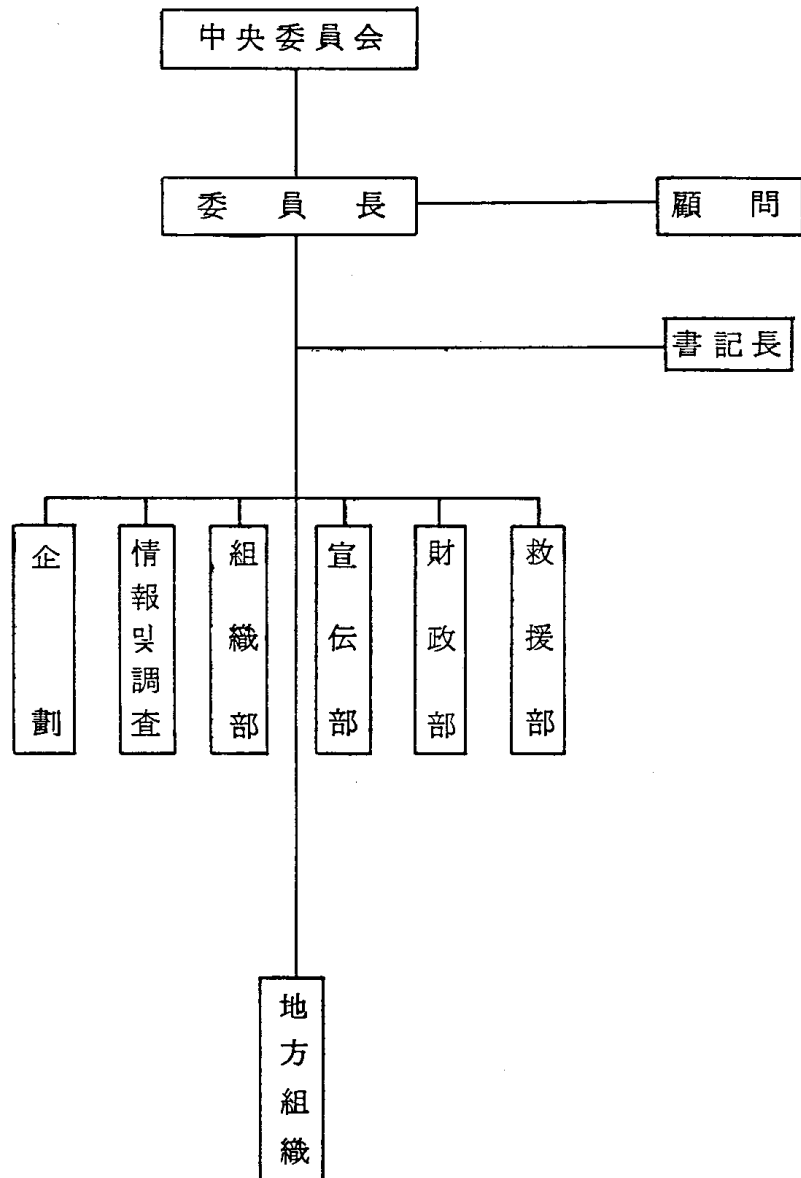 中央委員会
委員長
顧問
書記長
企劃
情報및調査
組織部
宣伝部
財政部
救援部
地方組織